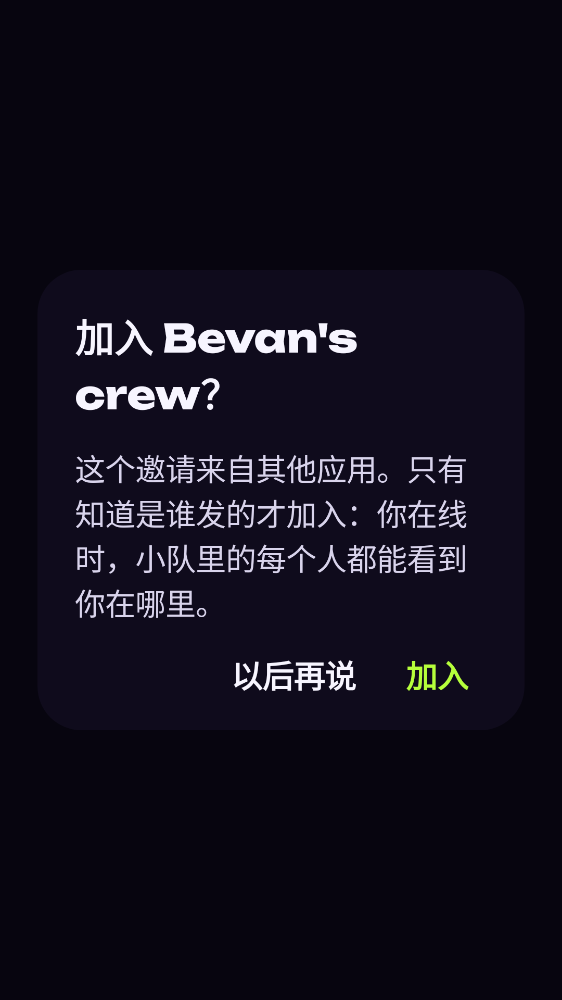 加入 Bevan's
crew?
这个邀请来自其他应用。只有
知道是谁发的才加入：你在线
时，小队里的每个人都能看到
你在哪里。
以后再说 加入